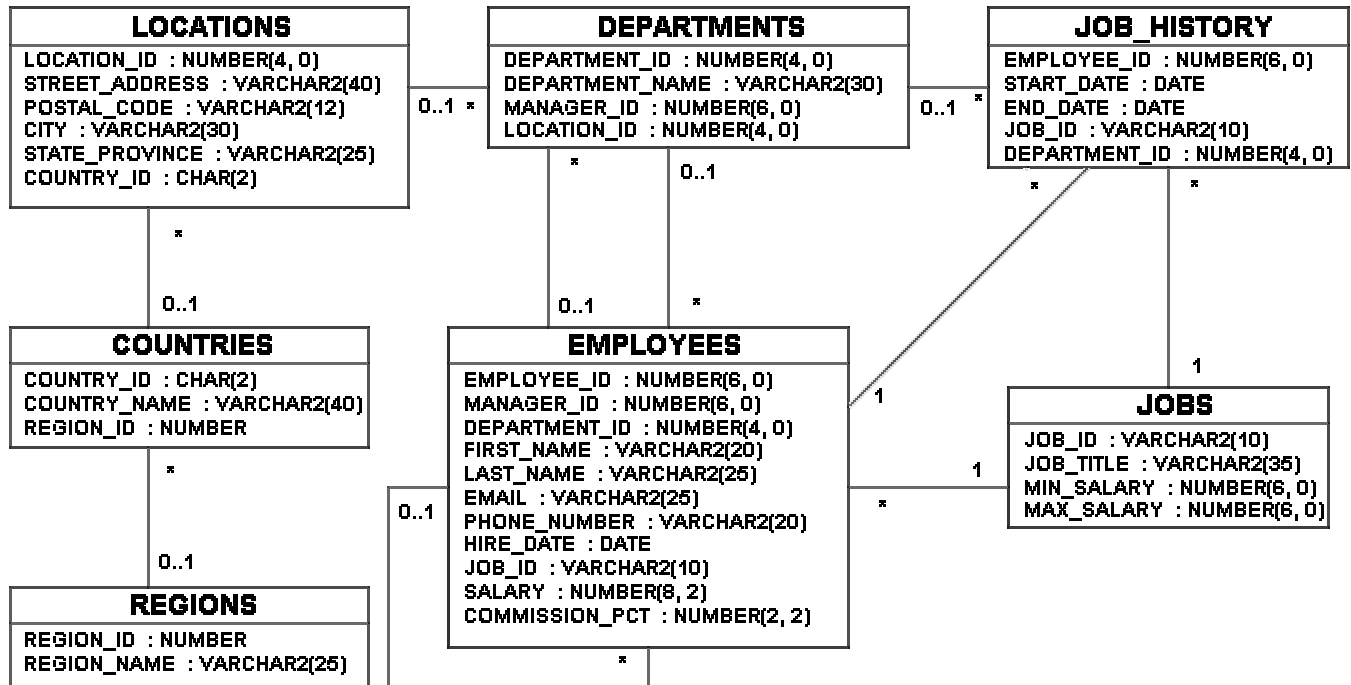 LOCATIONS
LOCATION_ID : NUMBER(4, 0)
STREET_ADDRESS : VARCHAR2(40)
POSTAL_CODE : VARCHAR2(12)
CITY : VARCHAR2(30)
STATE_PROVINCE : VARCHAR2(25)
COUNTRY_ID : CHAR(2)
0..1 *
DEPARTMENTS
DEPARTMENT_ID : NUMBER(4, 0)
DEPARTMENT_NAME : VARCHAR2(30)
MANAGER_ID : NUMBER(6, 0)
LOCATION_ID : NUMBER(4, 0)
0..1 *
JOB_HISTORY
EMPLOYEE_ID : NUMBER(6, 0)
START_DATE : DATE
END_DATE : DATE
JOB_ID : VARCHAR2(10)
DEPARTMENT_ID : NUMBER(4, 0)
* 0..1 * *
*
0..1 0..1 *
COUNTRIES
COUNTRY_ID : CHAR(2)
COUNTRY_NAME : VARCHAR2(40)
REGION_ID : NUMBER
*
0..1
EMPLOYEES
EMPLOYEE_ID : NUMBER(6, 0)
MANAGER_ID : NUMBER(6, 0)
DEPARTMENT_ID : NUMBER(4, 0)
FIRST_NAME : VARCHAR2(20)
LAST_NAME : VARCHAR2(25)
EMAIL : VARCHAR2(25)
PHONE_NUMBER : VARCHAR2(20)
HIRE_DATE : DATE
JOB_ID : VARCHAR2(10)
SALARY : NUMBER(8, 2)
COMMISSION_PCT : NUMBER(2, 2)
0..1
*
1
1
1
*
JOBS
JOB_ID : VARCHAR2(10)
JOB_TITLE : VARCHAR2(35)
MIN_SALARY : NUMBER(6, 0)
MAX_SALARY : NUMBER(6, 0)
REGIONS
REGION_ID : NUMBER
REGION_NAME : VARCHAR2(25)